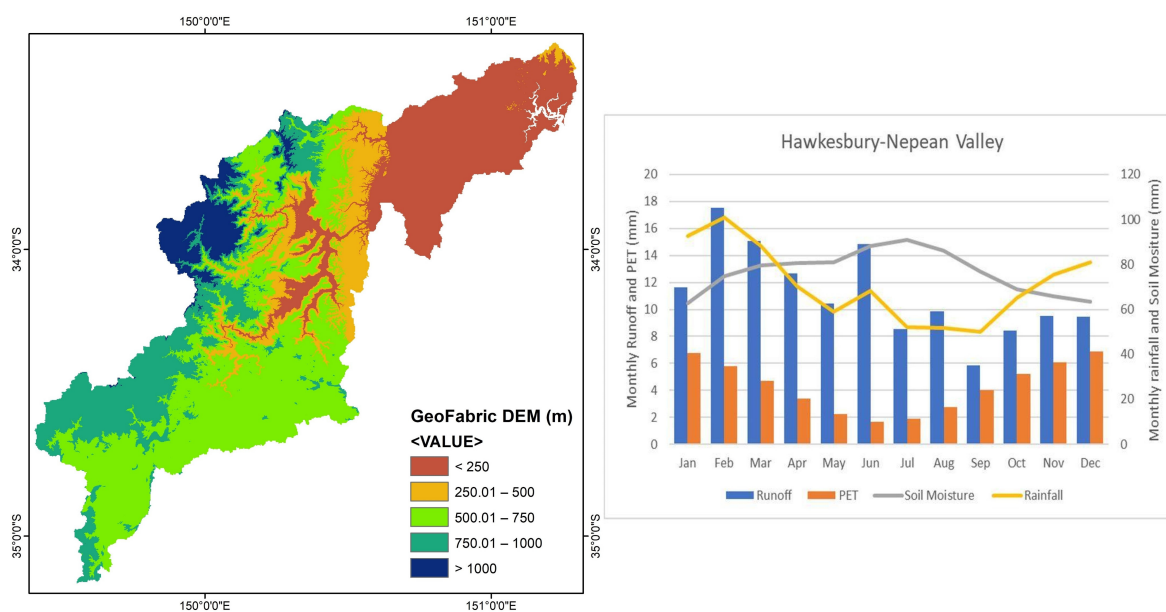 150°0'0"E 151°0'0"E
34°0'0"S
34°0'0"S
35°0'0"S
35°0'0"S
GeoFabric DEM (m)
<VALUE>
< 250
250.01 – 500
500.01 – 750
750.01 – 1000
> 1000
150°0'0"E 151°0'0"E
Hawkesbury-Nepean Valley
Monthly Runoff and PET (mm)
20
18
16
14
12
10
8
6
4
2
0
120
100
80
60
40
20
0
Monthly rainfall and Soil Mosture (mm)
Jan Feb Mar Apr May Jun Jul Aug Sep Oct Nov Dec
Runoff PET Soil Moisture Rainfall